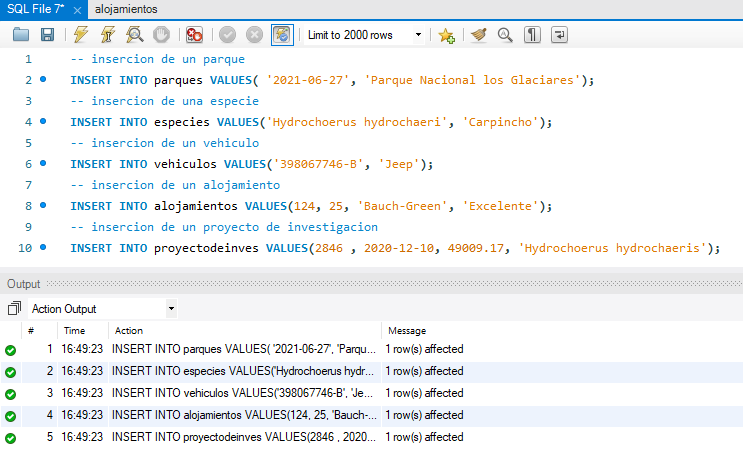 SQL File 7* alojamientos
Limit to 2000 rows
1 -- insercion de un parque
2 INSERT INTO parques VALUES( '2021-06-27', 'Parque Nacional los Glaciares');
3 -- insercion de una especie
4 INSERT INTO especies VALUES('Hydrochoerus hydrochaeri', 'Carpincho');
5 -- insercion de un vehiculo
6 INSERT INTO vehiculos VALUES('398067746-B', 'Jeep');
7 -- insercion de un alojamiento
8 INSERT INTO alojamientos VALUES(124, 25, 'Bauch-Green', 'Excelente');
9 -- insercion de un proyecto de investigacion
10 INSERT INTO proyectodeinves VALUES(2846 , 2020-12-10, 49009.17, 'Hydrochoerus hydrochaeris');
Output
Action Output
# Time Action Message
1 16:49:23 INSERT INTO parques VALUES( '2021-06-27', 'Parqu... 1 row(s) affected
2 16:49:23 INSERT INTO especies VALUES('Hydrochoerus hydr... 1 row(s) affected
3 16:49:23 INSERT INTO vehiculos VALUES('398067746-B', 'Je... 1 row(s) affected
4 16:49:23 INSERT INTO alojamientos VALUES(124, 25, 'Bauch-... 1 row(s) affected
5 16:49:23 INSERT INTO proyectodeinves VALUES(2846 , 2020... 1 row(s) affected